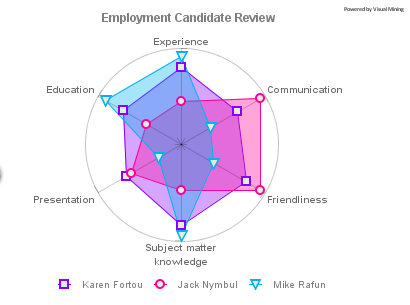 Powered by Visual Mining
Employment Candidate Review
Experience
Education
Communication
Presentation
Friendliness
Subject matter
knowledge
Karen Fortou
Jack Nymbul
Mike Rafun